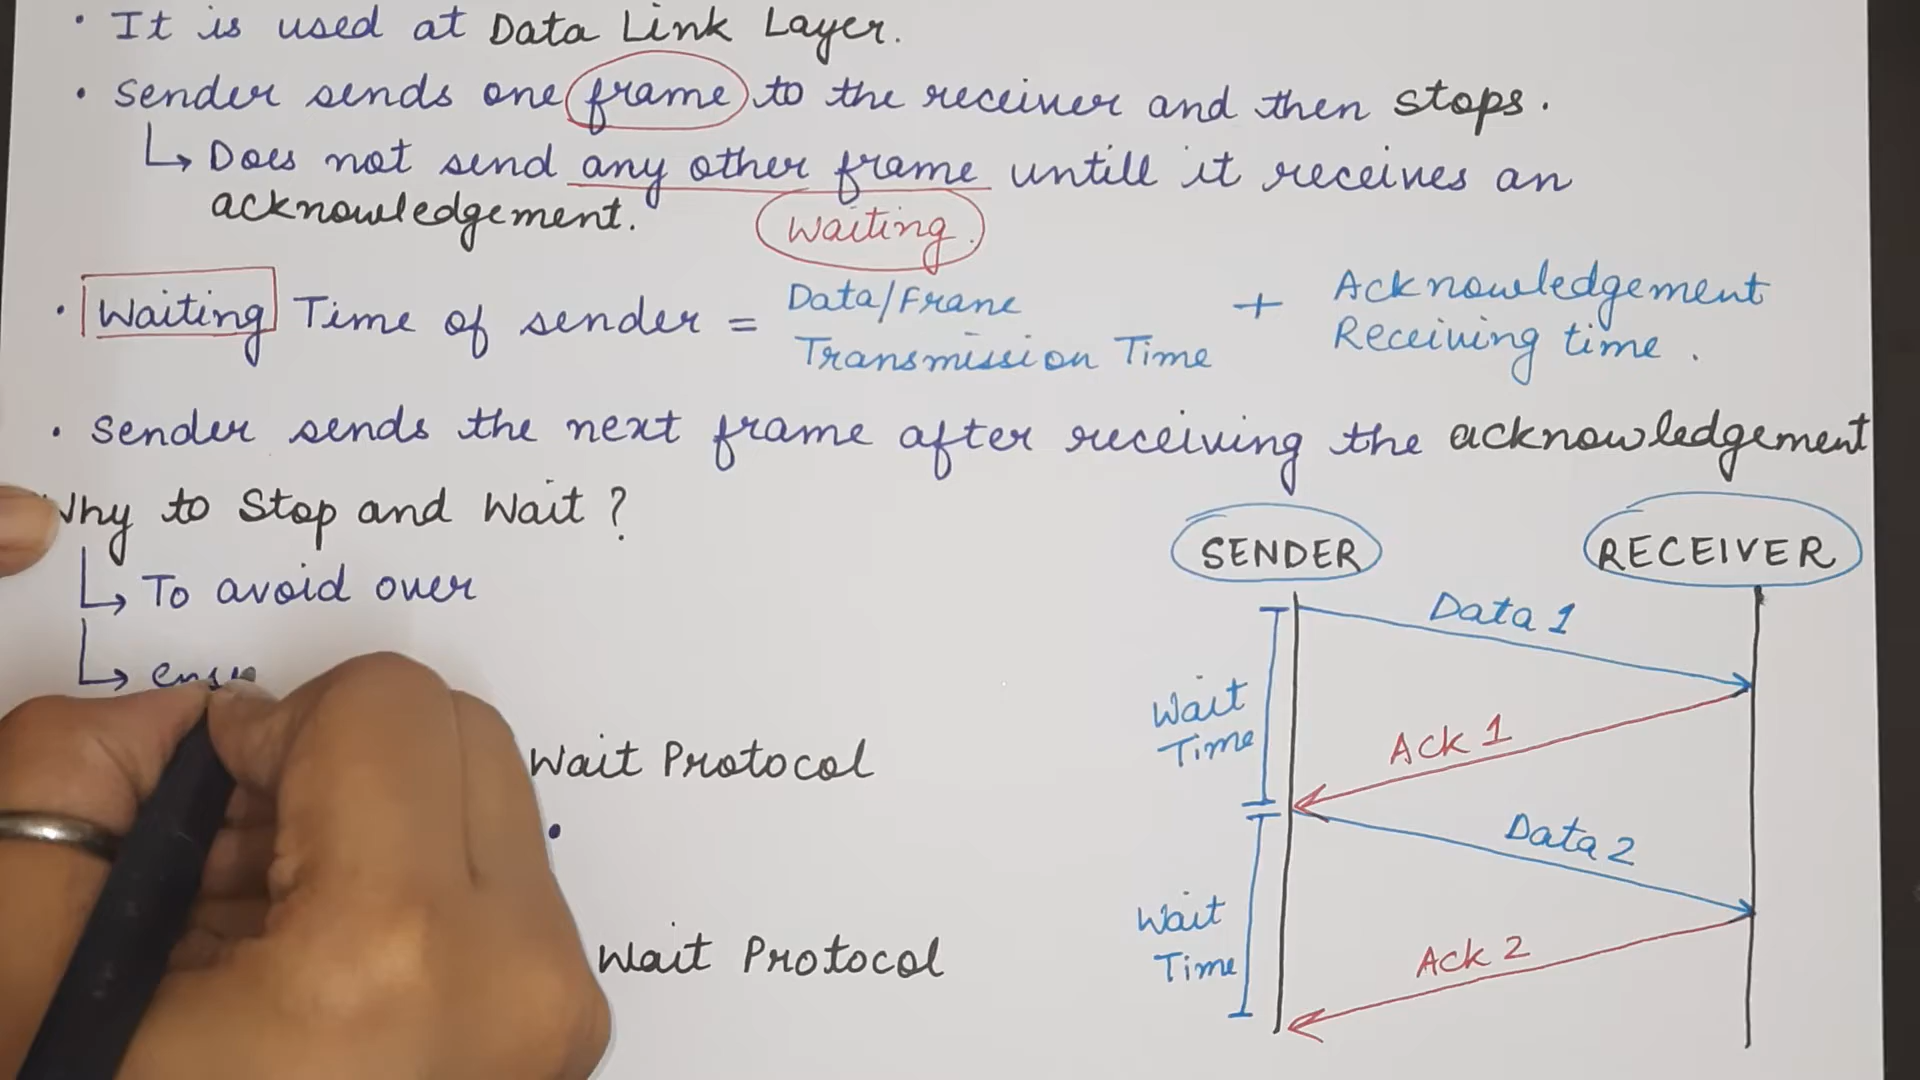 • It is used at Data Link Layer.
• Sender sends one frame to the receiver and then stops.
↳ Does not send any other frame untill it receives an
acknowledgement.
Waiting.
• Waiting Time of sender = Data/Frane
Transmission Time
+ Acknowledgement
Receiving time.
• Sender sends the next frame after receiving the acknowledgement
Why to Stop and Wait?
↳ To avoid over
↳ ensu
Wait Protocol
•
Wait Protocol
SENDER
RECEIVER
Data 1
Wait
Time
Ack 1
Data 2
Wait
Time
Ack 2